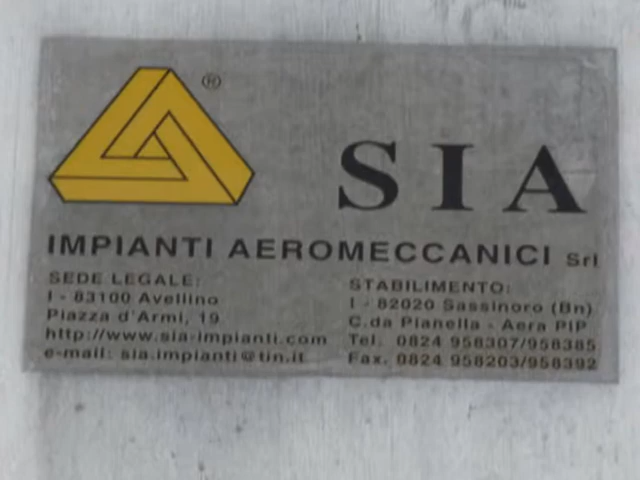 ®
SIA
IMPIANTI AEROMECCANICI Srl
SEDE LEGALE:
I - 83100 Avellino
Piazza d'Armi, 19
http://www.sia-impianti.com
e-mail: sia.impianti@tin.it
STABILIMENTO:
I - 82020 Sassinoro (Bn)
C.da Pianella - Aera PIP
Tel. 0824 958307/958385
Fax. 0824 958203/958392